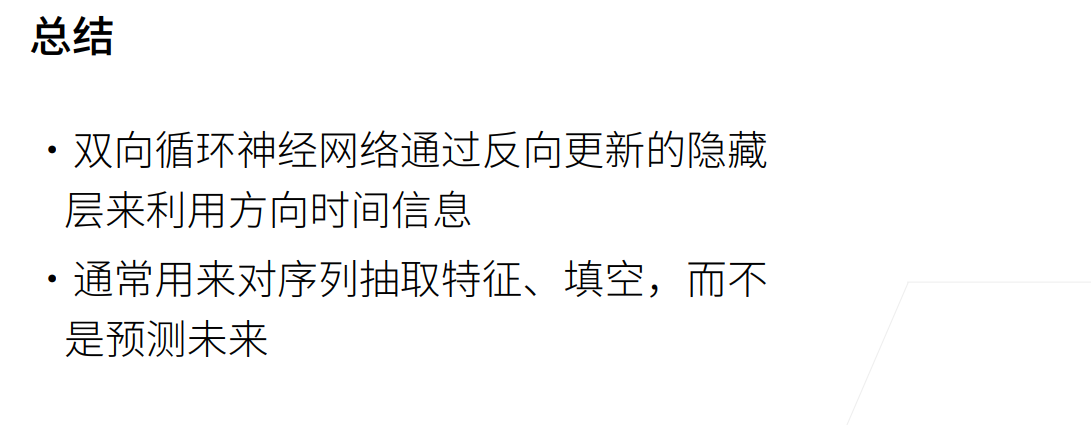 总结
• 双向循环神经网络通过反向更新的隐藏
层来利用方向时间信息
• 通常用来对序列抽取特征、填空，而不
是预测未来